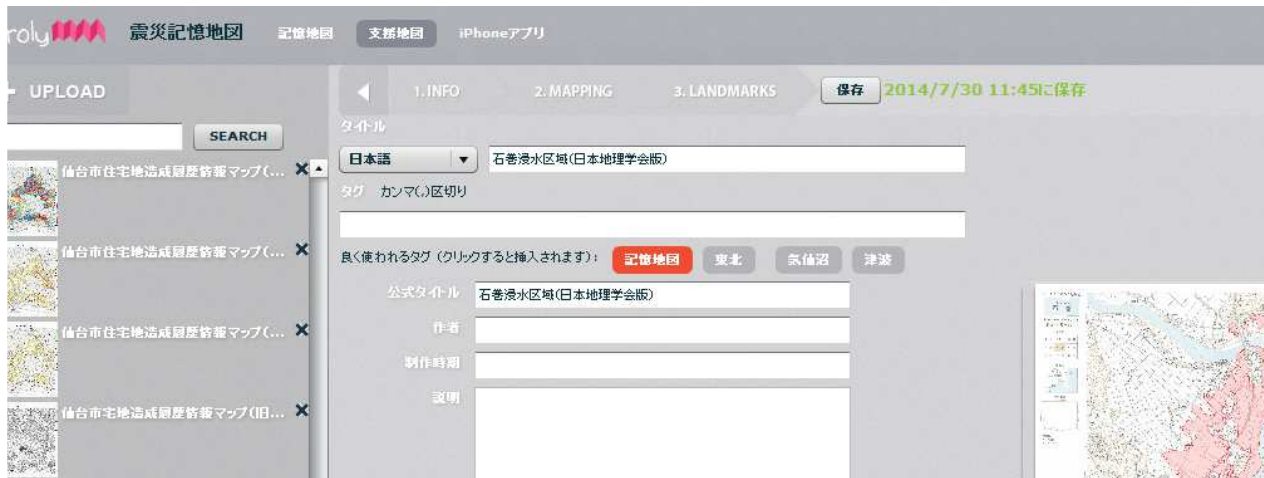 roly 震災記憶地図 記憶地図 支援地図 iPhoneアプリ
UPLOAD
SEARCH
仙台市住宅地造成履歴情報マップ(...
仙台市住宅地造成履歴情報マップ(...
仙台市住宅地造成履歴情報マップ(...
仙台市宅地造成履歴情報マップ(旧...
1. INFO 2. MAPPING 3. LANDMARKS 保存 2014/7/30 11:45に保存
タイトル
日本語 石巻浸水区域(日本地理学会版)
タグ カンマ(,)区切り
良く使われるタグ (クリックすると挿入されます): 記憶地図 東北 気仙沼 津波
公式タイトル 石巻浸水区域(日本地理学会版)
作者
制作時期
説明